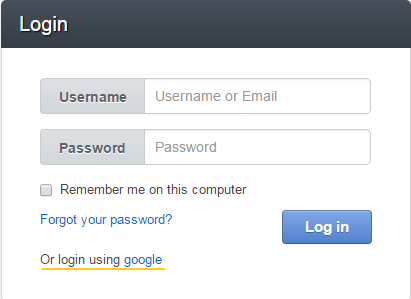 Login
Username Username or Email
Password Password
Remember me on this computer
Forgot your password? Log in
Or login using google